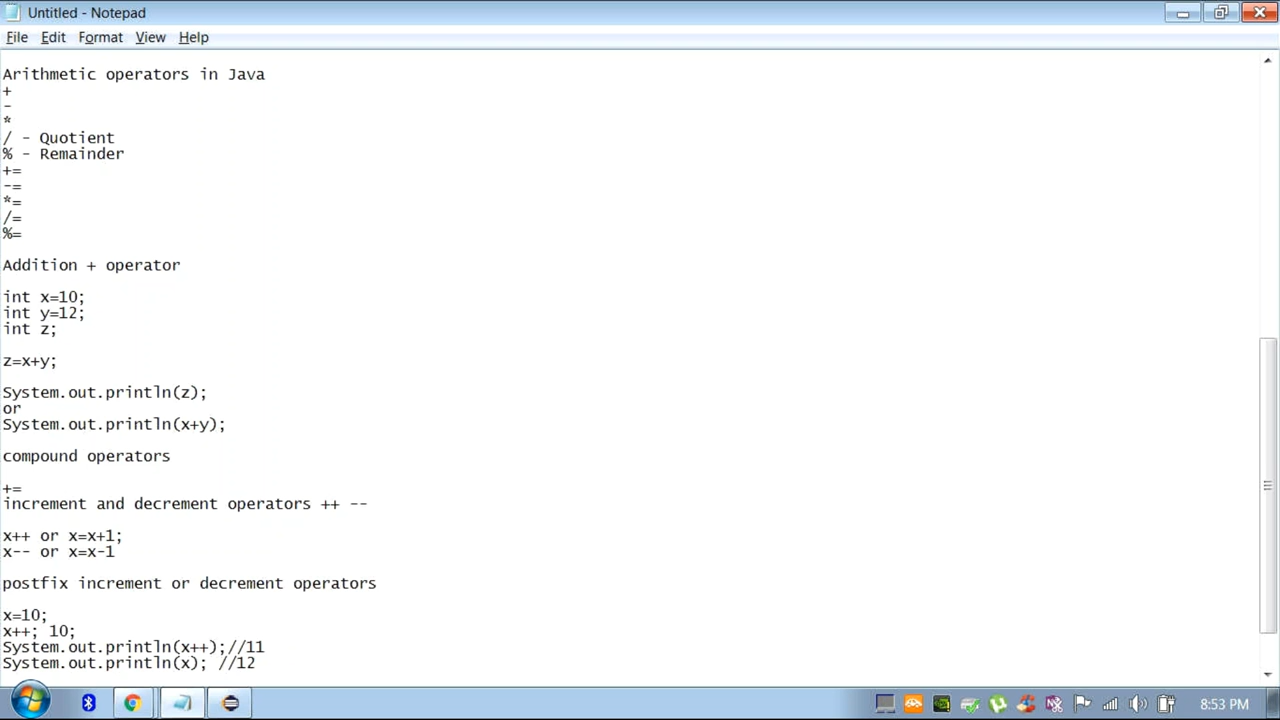 Untitled - Notepad
File Edit Format View Help
Arithmetic operators in Java
+
-
*
/ - Quotient
% - Remainder
+=
-=
*=
/=
%=
Addition + operator
int x=10;
int y=12;
int z;
z=x+y;
System.out.println(z);
or
System.out.println(x+y);
compound operators
+=
increment and decrement operators ++ --
x++ or x=x+1;
x-- or x=x-1
postfix increment or decrement operators
x=10;
x++; 10;
System.out.println(x++);//11
System.out.println(x); //12
8:53 PM